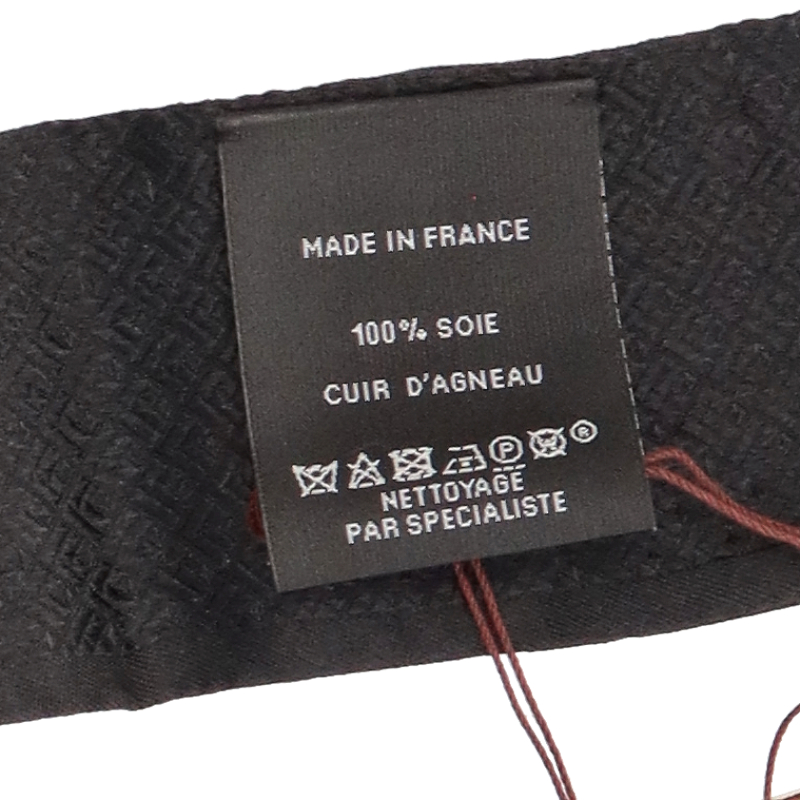 MADE IN FRANCE
100% SOIE
CUIR D'AGNEAU
P ®
NETTOYAGE
PAR SPECIALISTE